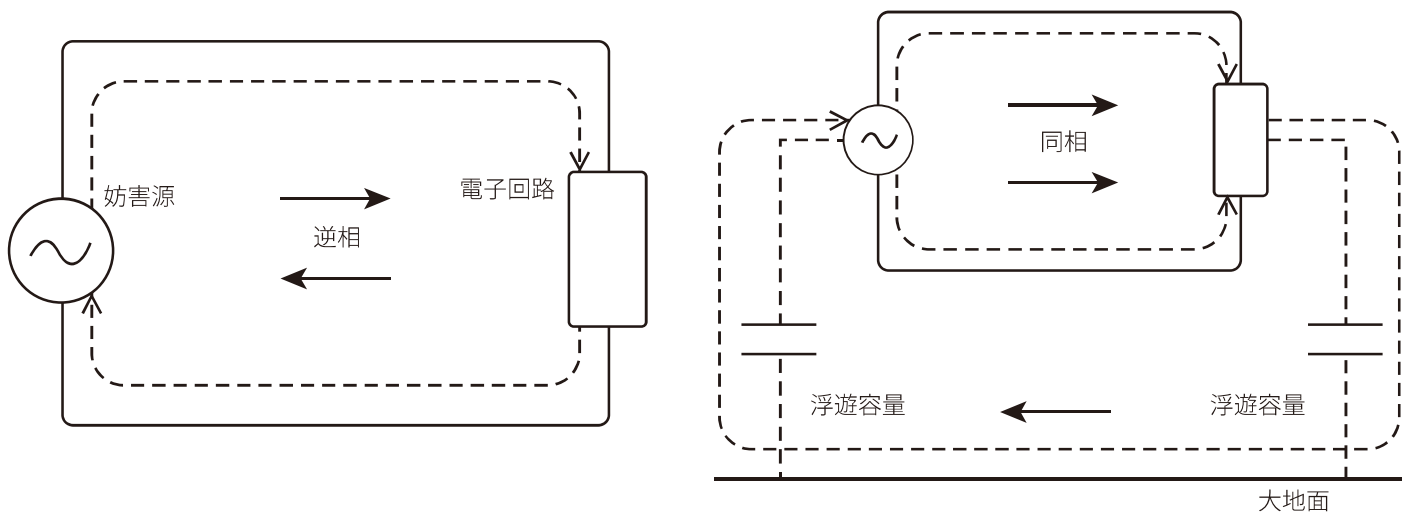 妨害源
電子回路
逆相
同相
浮遊容量
浮遊容量
大地面